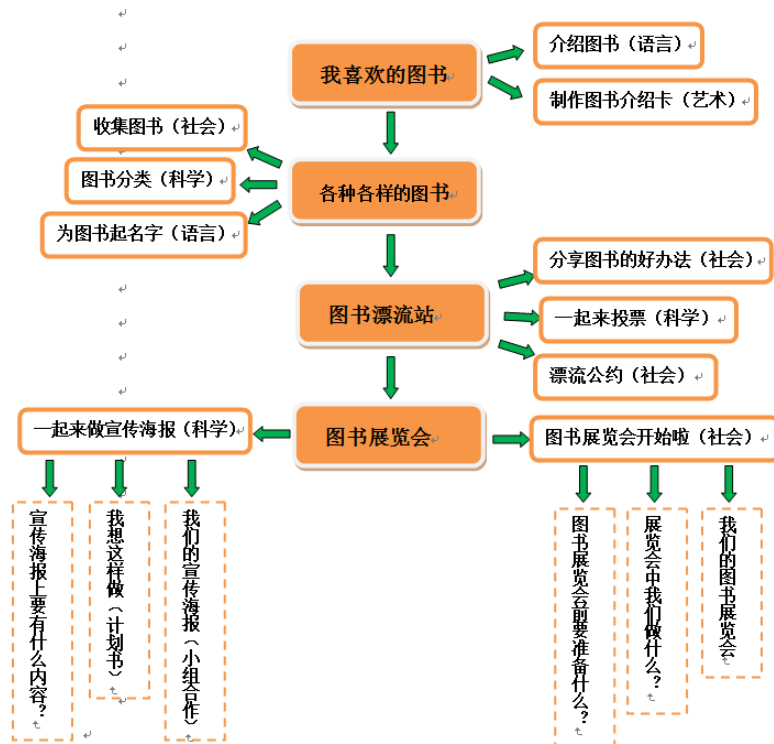 我喜欢的图书
介绍图书（语言）
制作图书介绍卡（艺术）
收集图书（社会）
图书分类（科学）
为图书起名字（语言）
各种各样的图书
图书漂流站
分享图书的好办法（社会）
一起来投票（科学）
漂流公约（社会）
一起来做宣传海报（科学）
图书展览会
图书展览会开始啦（社会）
宣传海报上要有什么内容？
我想这样做（计划书）
我们的宣传海报（小组合作）
图书展览会前要准备什么？
展览会中我们做什么？
我们的图书展览会